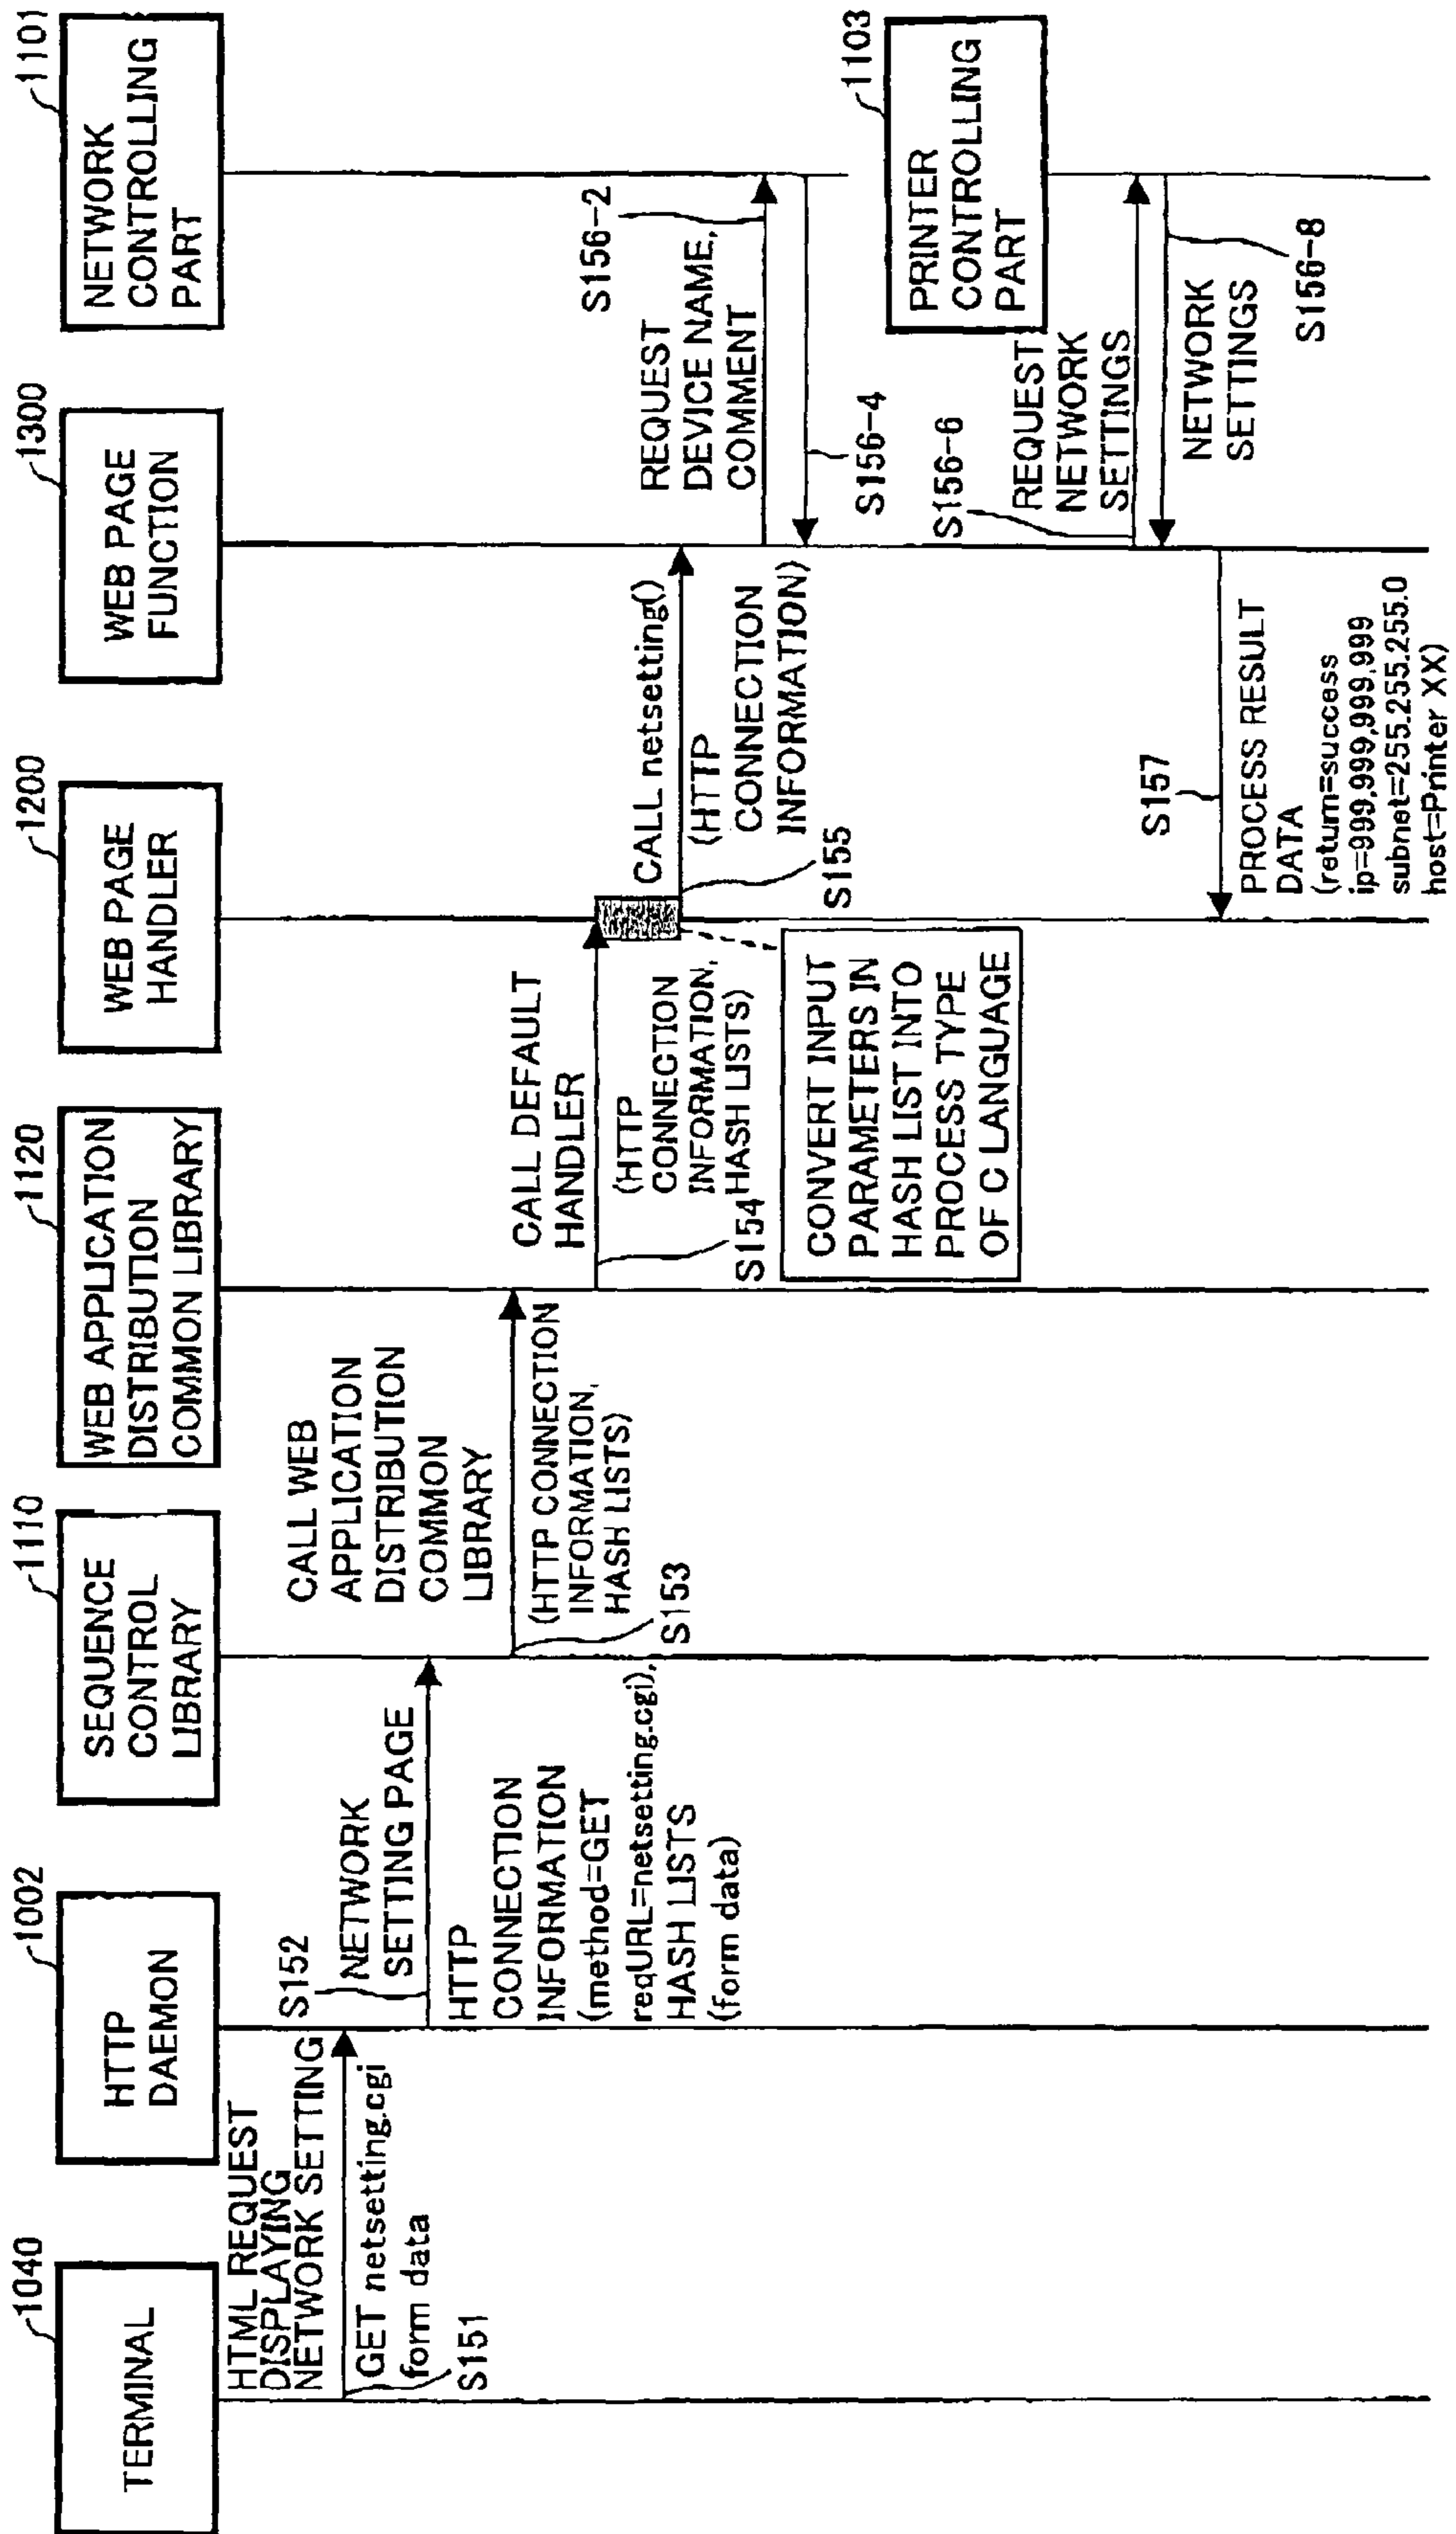 1040
TERMINAL
1002
HTTP
DAEMON
1110
SEQUENCE
CONTROL
LIBRARY
1120
WEB APPLICATION
DISTRIBUTION
COMMON LIBRARY
1200
WEB PAGE
HANDLER
1300
WEB PAGE
FUNCTION
1101
NETWORK
CONTROLLING
PART
HTML REQUEST
DISPLAYING
NETWORK SETTING
GET netsetting.cgi
form data
S151
S152
NETWORK
SETTING PAGE
HTTP
CONNECTION
INFORMATION
(method=GET
reqURL=netsetting.cgi),
HASH LISTS
(form data)
CALL WEB
APPLICATION
DISTRIBUTION
COMMON
LIBRARY
(HTTP CONNECTION
INFORMATION,
HASH LISTS)
S153
CALL DEFAULT
HANDLER
(HTTP
CONNECTION
INFORMATION,
HASH LISTS)
S154
CONVERT INPUT
PARAMETERS IN
HASH LIST INTO
PROCESS TYPE
OF C LANGUAGE
CALL netsetting()
(HTTP
CONNECTION
INFORMATION)
S155
S156-2
REQUEST
DEVICE NAME,
COMMENT
S156-4
1103
PRINTER
CONTROLLING
PART
S156-6
REQUEST
NETWORK
SETTINGS
NETWORK
SETTINGS
S156-8
S157
PROCESS RESULT
DATA
(return=success
ip=999,999,999,999
subnet=255.255.255.0
host=Printer XX)